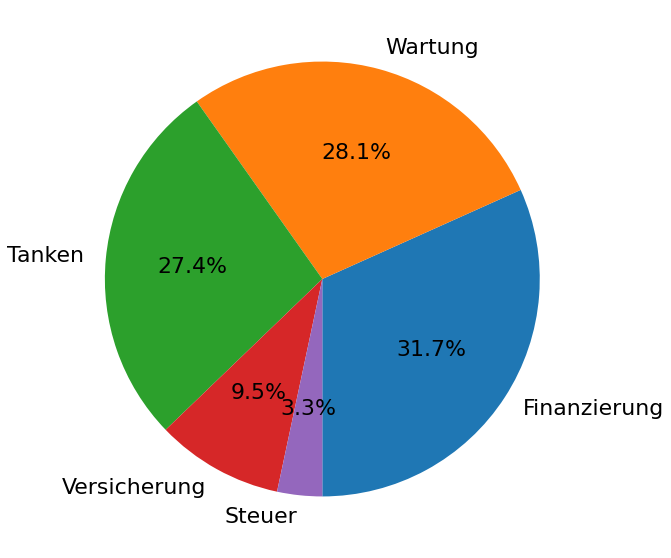 Wartung
28.1%
Tanken
27.4%
31.7%
9.5%
3.3%
Finanzierung
Versicherung
Steuer